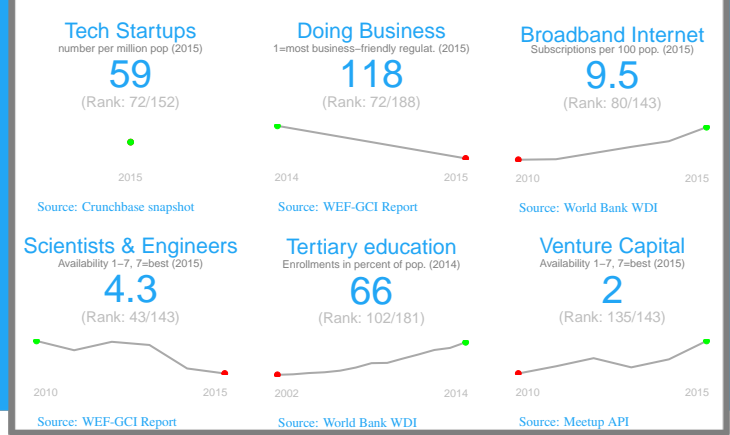 Tech Startups
number per million pop (2015)
59
(Rank: 72/152)
2015
Source: Crunchbase snapshot
Doing Business
1=most business−friendly regulat. (2015)
118
(Rank: 72/188)
2014 2015
Source: WEF-GCI Report
Broadband Internet
Subscriptions per 100 pop. (2015)
9.5
(Rank: 80/143)
2010 2015
Source: World Bank WDI
Scientists & Engineers
Availability 1−7, 7=best (2015)
4.3
(Rank: 43/143)
2010 2015
Source: WEF-GCI Report
Tertiary education
Enrollments in percent of pop. (2014)
66
(Rank: 102/181)
2002 2014
Source: World Bank WDI
Venture Capital
Availability 1−7, 7=best (2015)
2
(Rank: 135/143)
2010 2015
Source: Meetup API